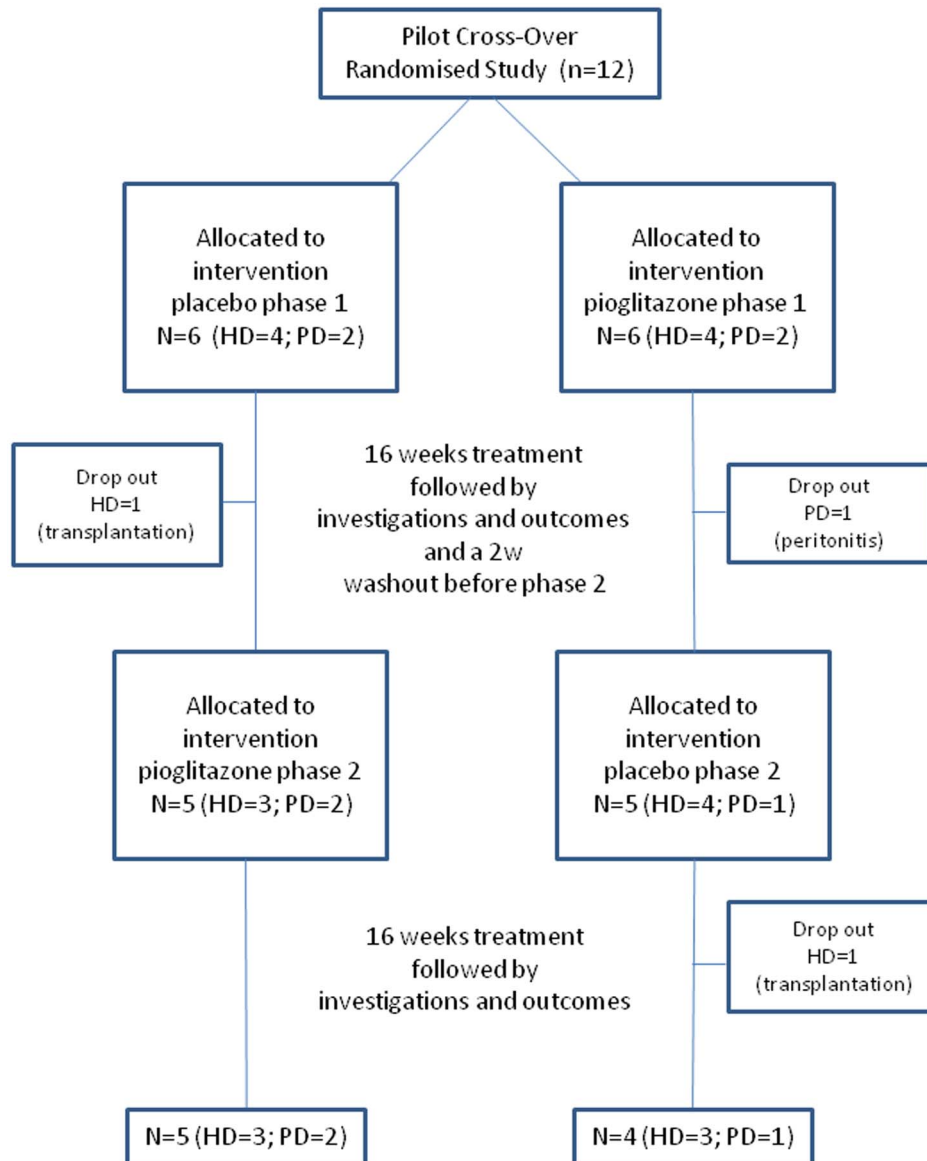 Pilot Cross-Over
Randomised Study (n=12)
Allocated to
intervention
placebo phase 1
N=6 (HD=4; PD=2)
Allocated to
intervention
pioglitazone phase 1
N=6 (HD=4; PD=2)
Drop out
HD=1
(transplantation)
16 weeks treatment
followed by
investigations and outcomes
and a 2w
washout before phase 2
Drop out
PD=1
(peritonitis)
Allocated to
intervention
pioglitazone phase 2
N=5 (HD=3; PD=2)
Allocated to
intervention
placebo phase 2
N=5 (HD=4; PD=1)
16 weeks treatment
followed by
investigations and outcomes
Drop out
HD=1
(transplantation)
N=5 (HD=3; PD=2)
N=4 (HD=3; PD=1)